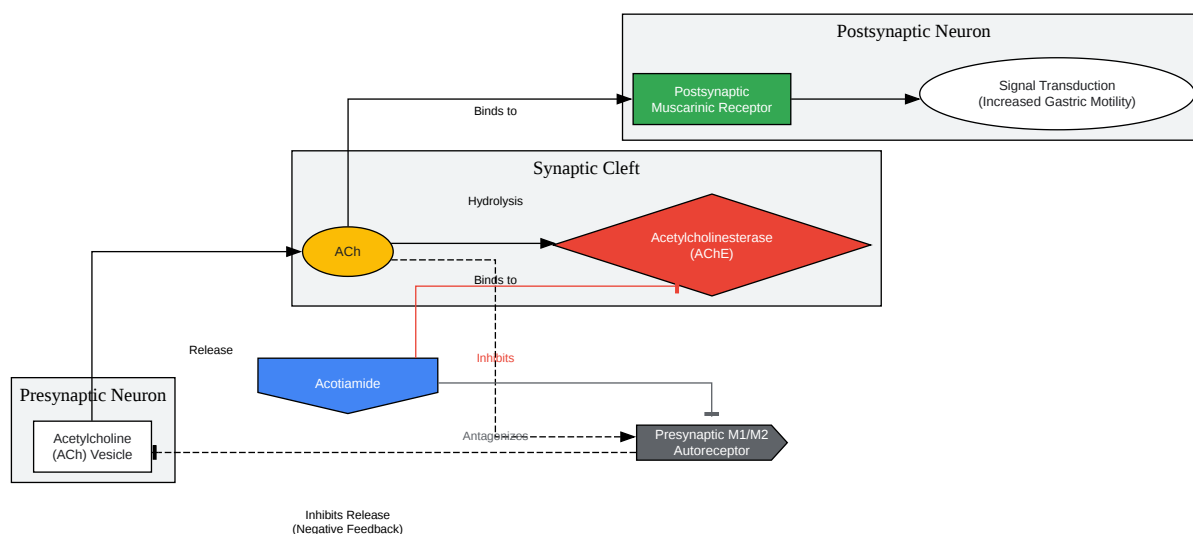 Postsynaptic Neuron
Postsynaptic
Muscarinic Receptor
Signal Transduction
(Increased Gastric Motility)
Binds to
Synaptic Cleft
Hydrolysis
ACh
Acetylcholinesterase
(AChE)
Binds to
Release
Inhibits
Acotiamide
Presynaptic Neuron
Acetylcholine
(ACh) Vesicle
Antagonizes
Presynaptic M1/M2
Autoreceptor
Inhibits Release
(Negative Feedback)